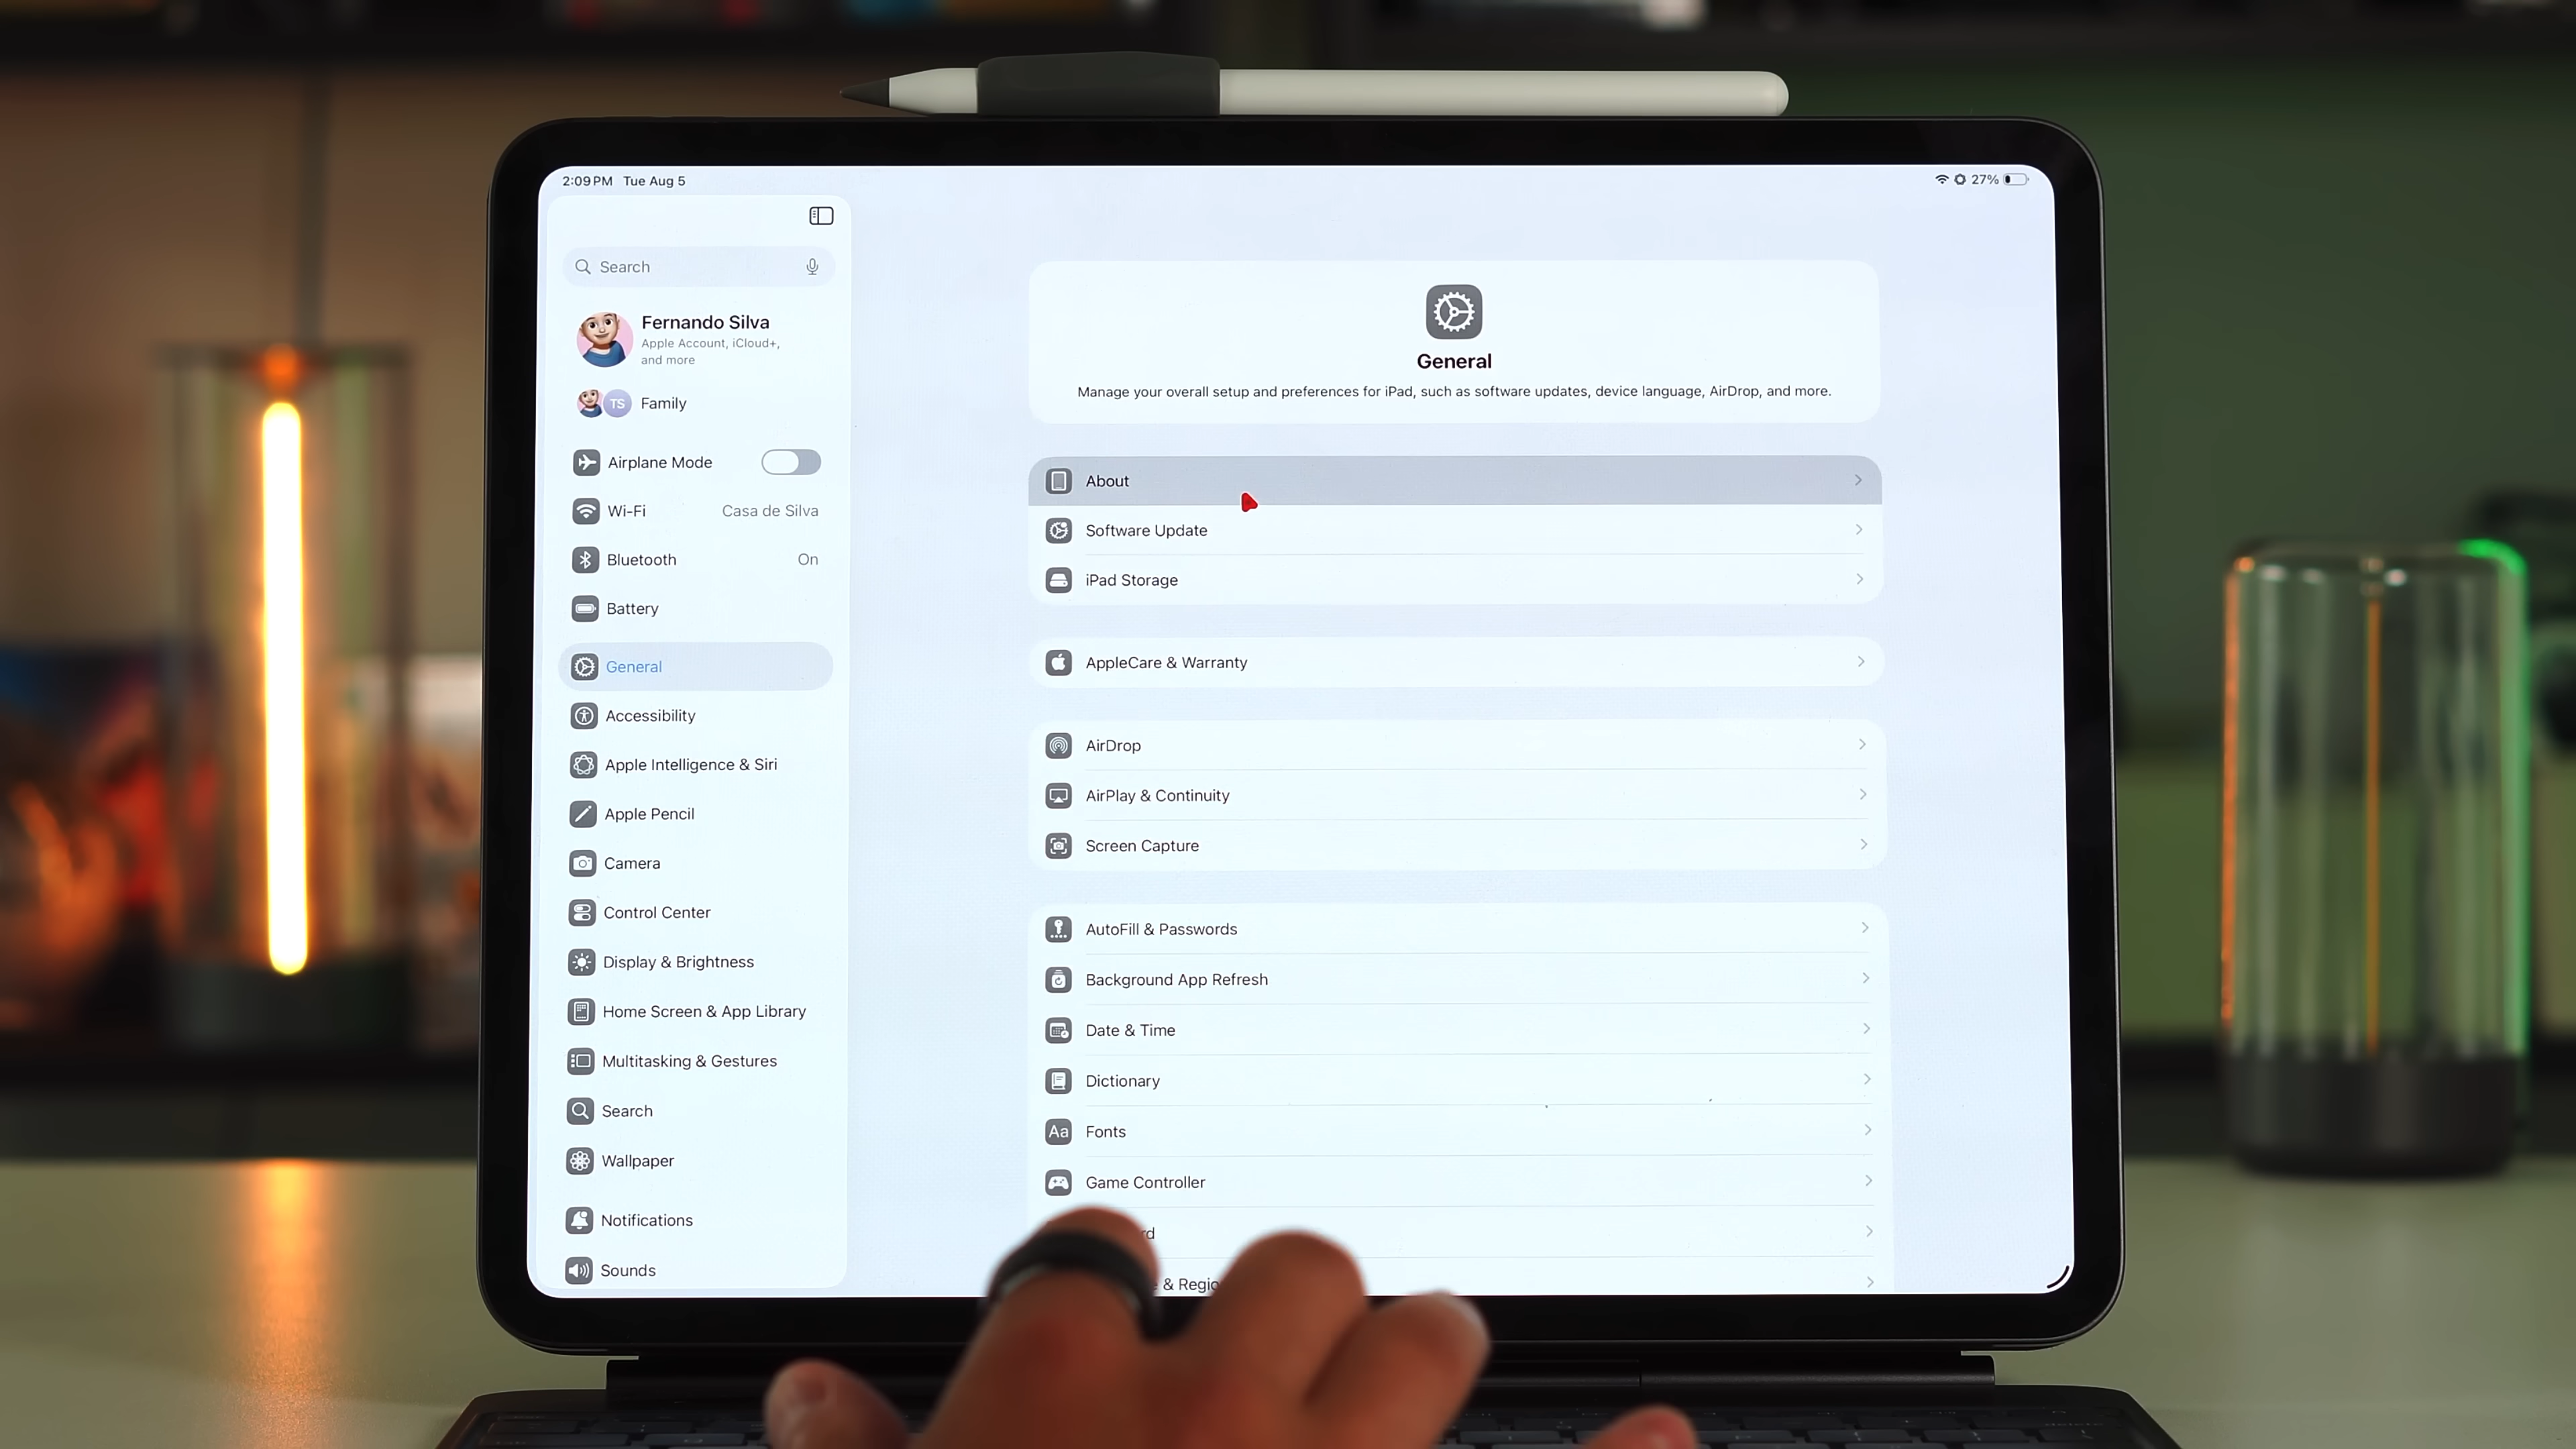 2:09 PM Tue Aug 5
27%
Search
Fernando Silva
Apple Account, iCloud+,
and more
TS Family
Airplane Mode
Wi-Fi Casa de Silva
Bluetooth On
Battery
General
Accessibility
Apple Intelligence & Siri
Apple Pencil
Camera
Control Center
Display & Brightness
Home Screen & App Library
Multitasking & Gestures
Search
Wallpaper
Notifications
Sounds
General
Manage your overall setup and preferences for iPad, such as software updates, device language, AirDrop, and more.
About
Software Update
iPad Storage
AppleCare & Warranty
AirDrop
AirPlay & Continuity
Screen Capture
AutoFill & Passwords
Background App Refresh
Date & Time
Dictionary
Aa Fonts
Game Controller
delete